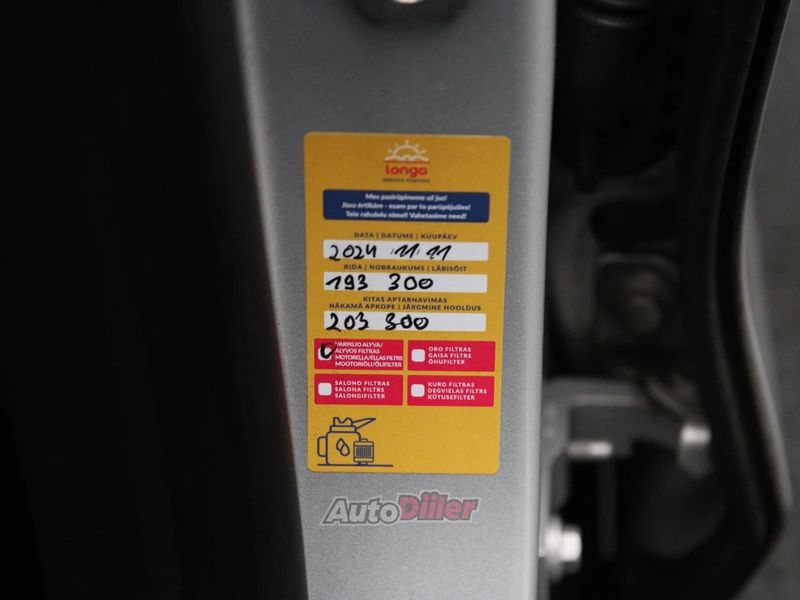 longo
Mes pasirūpinome už jus!
Jūsu ērtībām - esam par to parūpējušies!
Teie rahulolu nimel! Vahetasime need!
DATA | DATUMS | KUUPÄEV
2024 11 11
RIDA | NOBRAUKUMS | LÄBISÕIT
193 300
KITAS APTARNAVIMAS
NĀKAMĀ APKOPE | JÄRGMINE HOOLDUS
203 300
VARIKLIO ALYVA/
ALYVOS FILTRAS
MOTOREĻĻA/EĻĻAS FILTRS
MOOTORIÕLI/ÕLIFILTER
ORO FILTRAS
GAISA FILTRS
ÕHUFILTER
SALONO FILTRAS
SALONA FILTRS
SALONGIFILTER
KURO FILTRAS
DEGVIELAS FILTRS
KÜTUSEFILTER
AutoDiiler